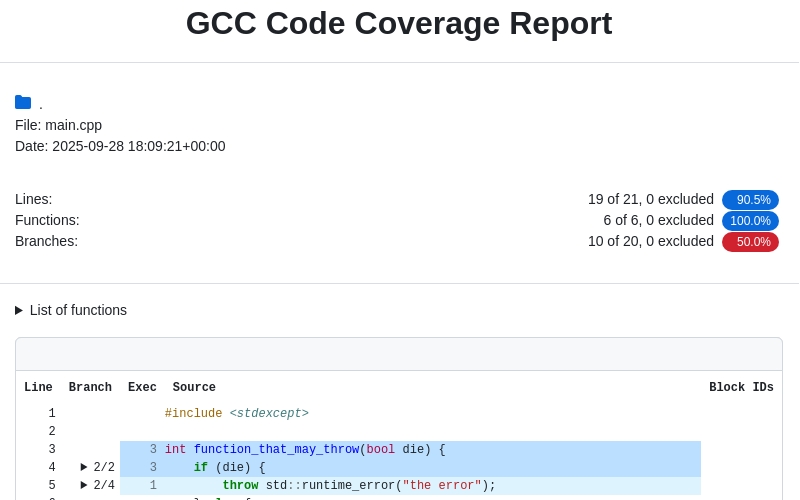 GCC Code Coverage Report
.
File: main.cpp
Date: 2025-09-28 18:09:21+00:00
Lines: 19 of 21, 0 excluded 90.5%
Functions: 6 of 6, 0 excluded 100.0%
Branches: 10 of 20, 0 excluded 50.0%
▶ List of functions
Line Branch Exec Source Block IDs
1 #include <stdexcept>
2
3 3 int function_that_may_throw(bool die) {
4 ▶ 2/2 3 if (die) {
5 ▶ 2/4 1 throw std::runtime_error("the error");